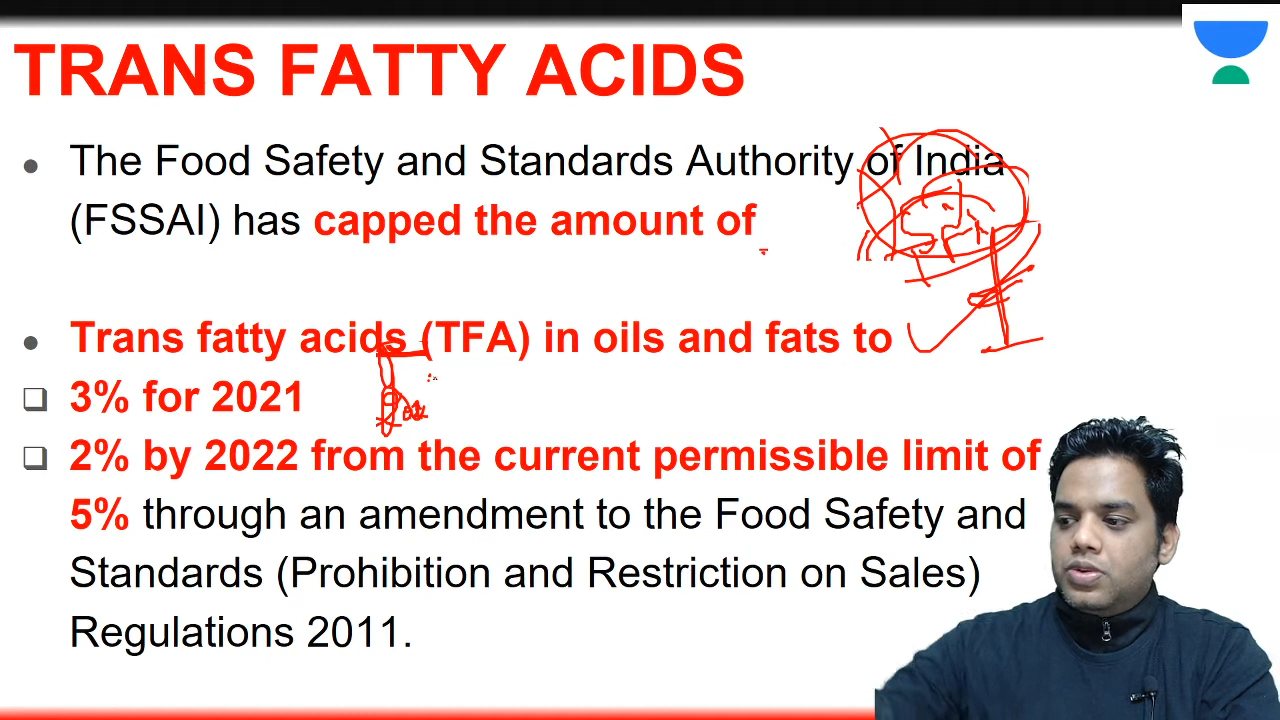 TRANS FATTY ACIDS
The Food Safety and Standards Authority of India
(FSSAI) has capped the amount of
Trans fatty acids (TFA) in oils and fats to
3% for 2021
2% by 2022 from the current permissible limit of
5% through an amendment to the Food Safety and
Standards (Prohibition and Restriction on Sales)
Regulations 2011.